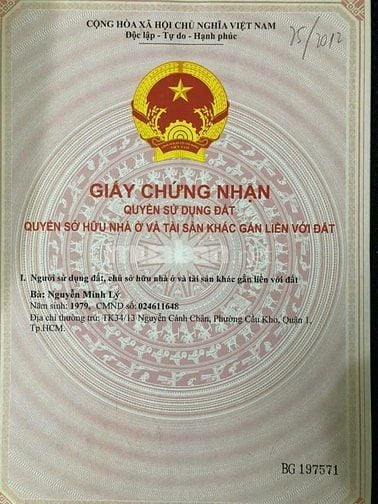 CỘNG HÒA XÃ HỘI CHỦ NGHĨA VIỆT NAM
Độc lập - Tự do - Hạnh phúc
25/2012
GIẤY CHỨNG NHẬN
QUYỀN SỬ DỤNG ĐẤT
QUYỀN SỞ HỮU NHÀ Ở VÀ TÀI SẢN KHÁC GẮN LIỀN VỚI ĐẤT
I. Người sử dụng đất, chủ sở hữu nhà ở và tài sản khác gắn liền với đất
Bà: Nguyễn Minh Lý
Năm sinh: 1979, CMND số: 024611648
Địa chỉ thường trú: TK34/13 Nguyễn Cảnh Chân, Phường Cầu Kho, Quận 1,
Tp.HCM.
BG 197571